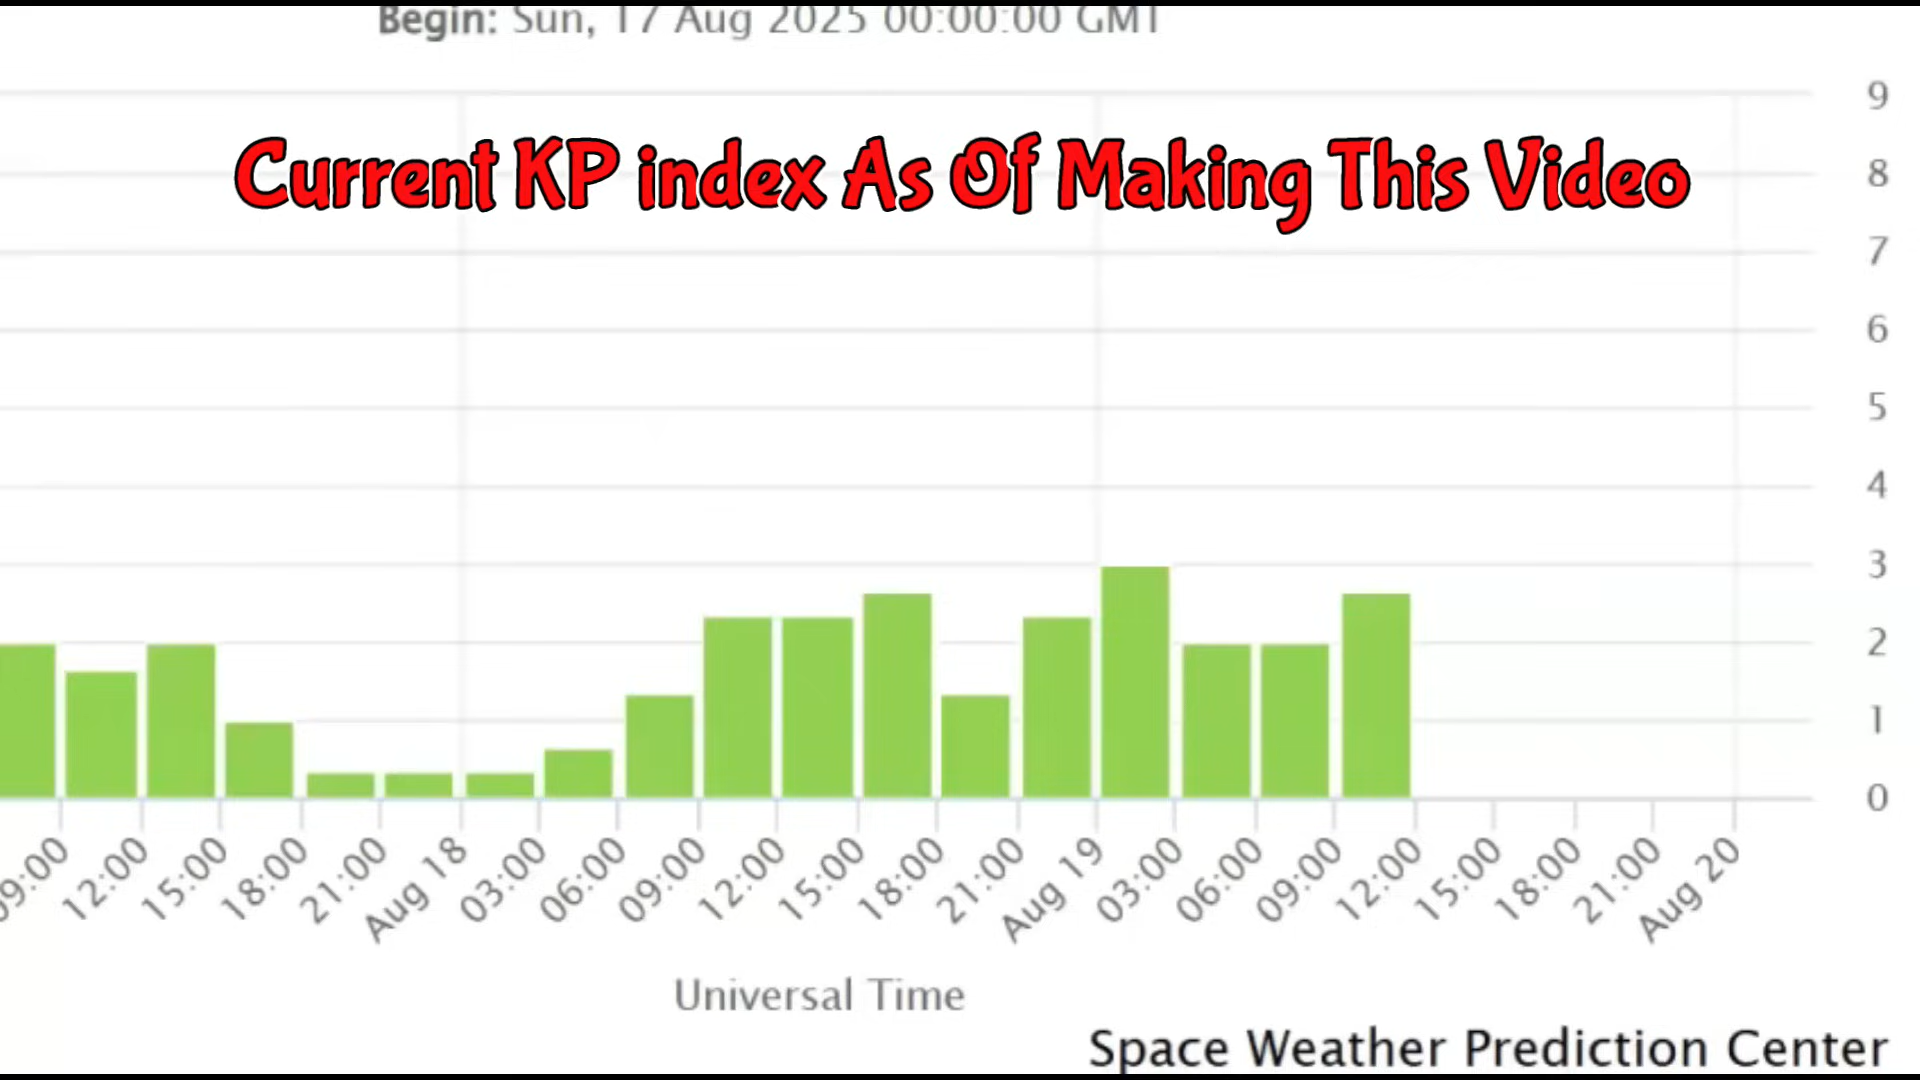 Begin: Sun, 17 Aug 2025 00:00:00 GMT
Current KP index As Of Making This Video
9
8
7
6
5
4
3
2
1
0
09:00 12:00 15:00 18:00 21:00 Aug 18 03:00 06:00 09:00 12:00 15:00 18:00 21:00 Aug 19 03:00 06:00 09:00 12:00 15:00 18:00 21:00 Aug 20
Universal Time
Space Weather Prediction Center